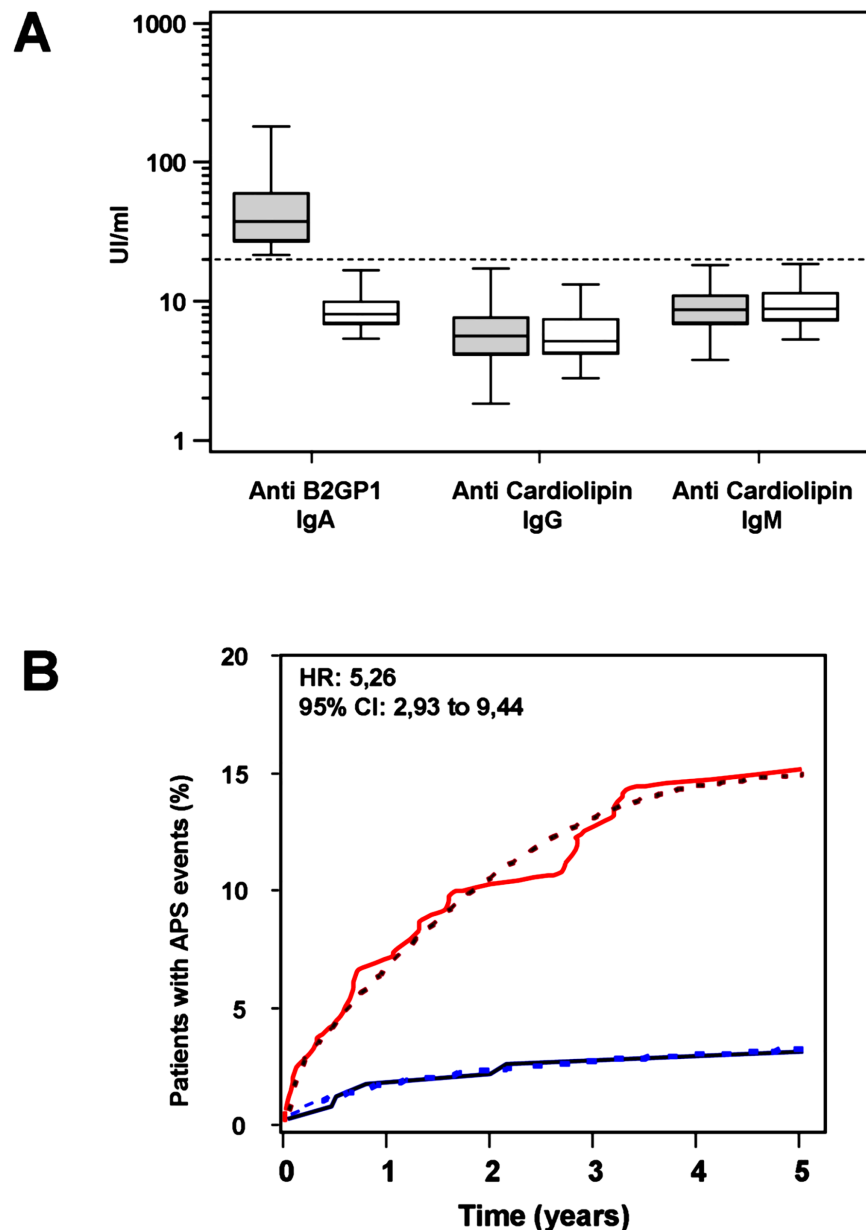 A
1000
100
10
1
UI/ml
Anti B2GP1
IgA
Anti Cardiolipin
IgG
Anti Cardiolipin
IgM
B
HR: 5,26
95% CI: 2,93 to 9,44
20
15
10
5
0
Patients with APS events (%)
0 1 2 3 4 5
Time (years)